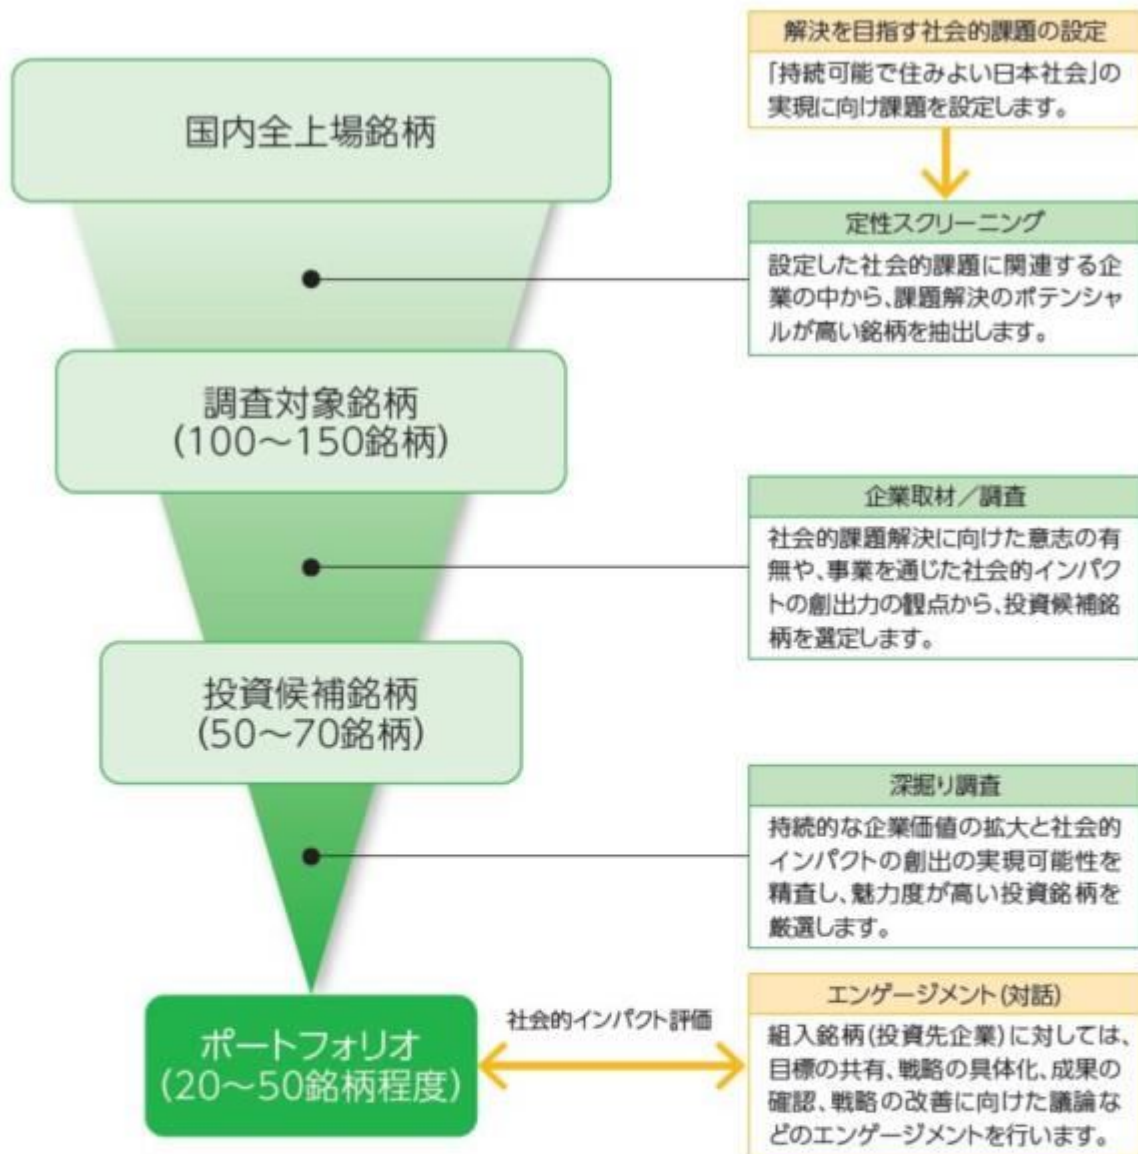 解決を目指す社会的課題の設定
「持続可能で住みよい日本社会」の
実現に向け課題を設定します。
国内全上場銘柄
定性スクリーニング
設定した社会的課題に関連する企
業の中から、課題解決のポテンシャ
ルが高い銘柄を抽出します。
調査対象銘柄
(100〜150銘柄)
企業取材／調査
社会的課題解決に向けた意志の有
無や、事業を通じた社会的インパク
トの創出力の観点から、投資候補銘
柄を選定します。
投資候補銘柄
(50〜70銘柄)
深掘り調査
持続的な企業価値の拡大と社会的
インパクトの創出の実現可能性を
精査し、魅力度が高い投資銘柄を
厳選します。
ポートフォリオ
(20〜50銘柄程度)
社会的インパクト評価
エンゲージメント(対話)
組入銘柄(投資先企業)に対しては、
目標の共有、戦略の具体化、成果の
確認、戦略の改善に向けた議論な
どのエンゲージメントを行います。